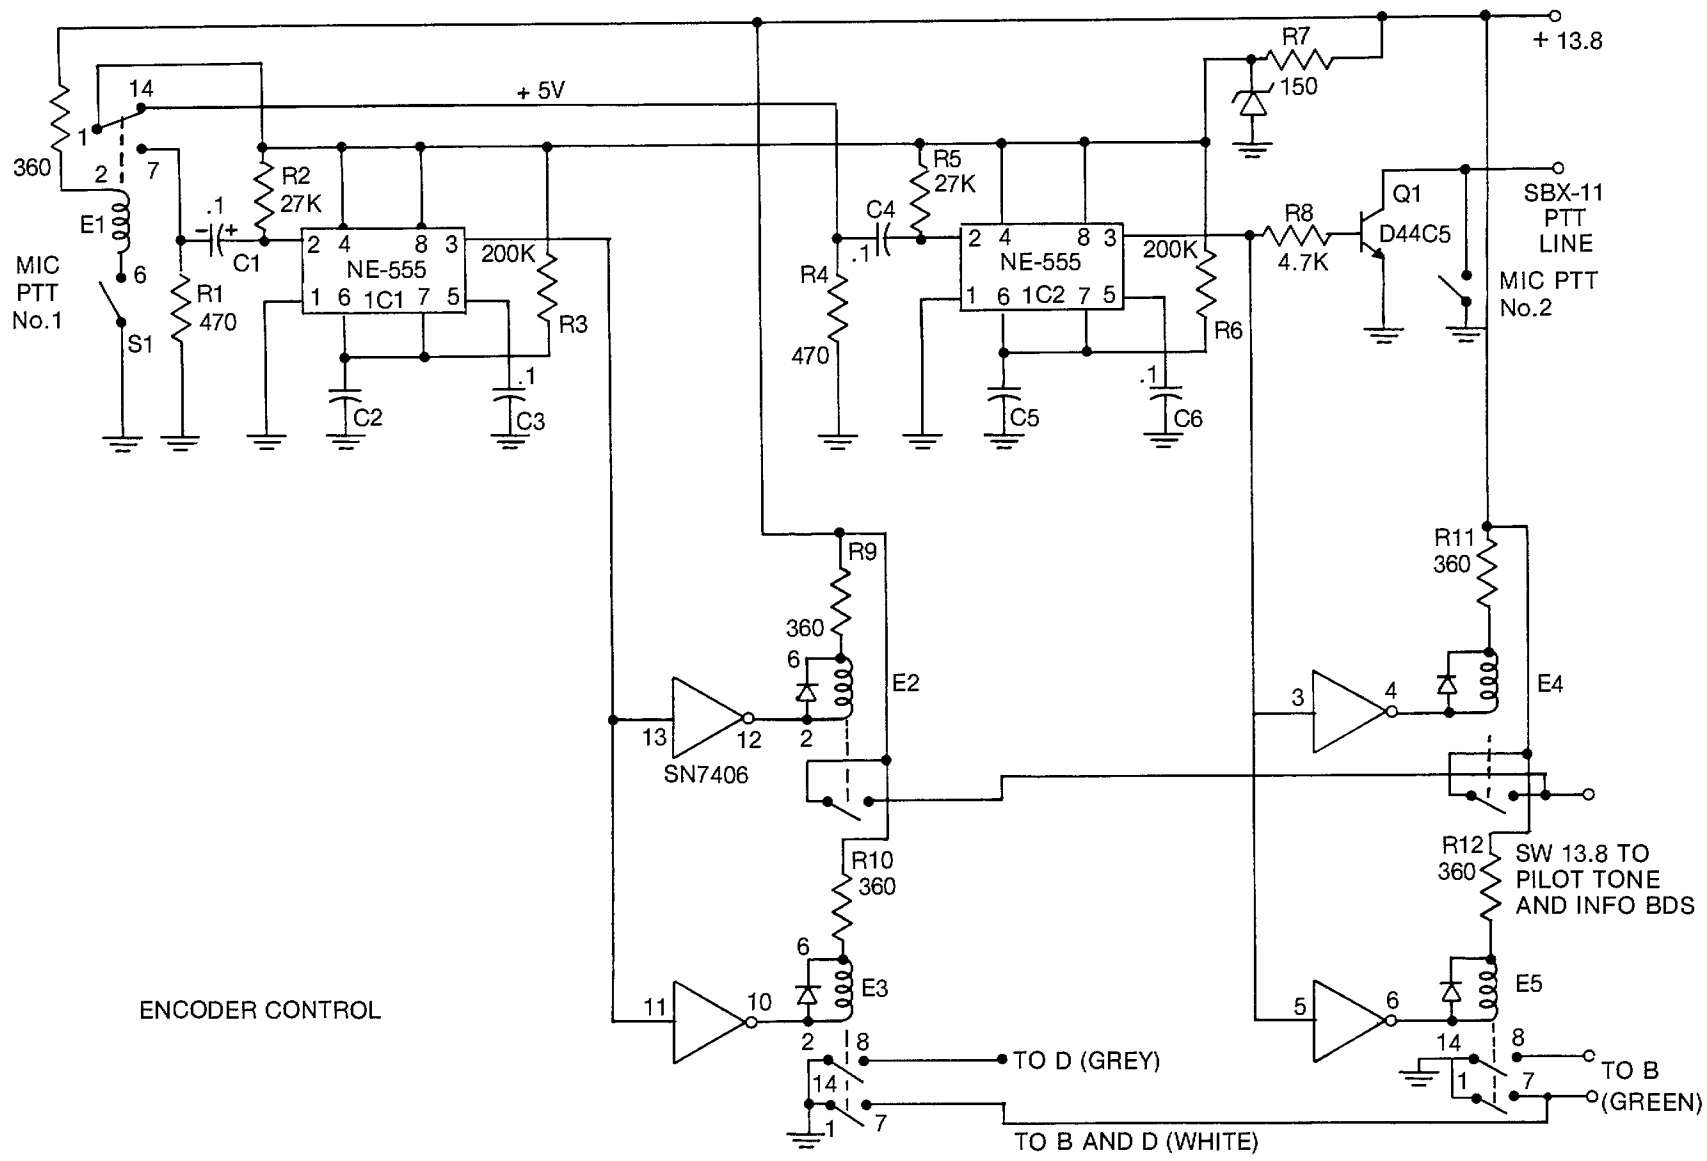 + 13.8
R7
150
14
+ 5V
1
360
2
7
R2
27K
.1
- +
C1
E1
6
MIC
PTT
No.1
S1
R1
470
2
4
8
3
NE-555
1
6
1C1
7
5
200K
R3
C2
.1
C3
R5
27K
C4
.1
R4
470
2
4
8
3
NE-555
1
6
1C2
7
5
200K
R6
C5
.1
C6
R8
4.7K
Q1
D44C5
SBX-11
PTT
LINE
MIC PTT
No.2
R9
360
6
E2
13
12
2
SN7406
R10
360
6
E3
11
10
2
8
TO D (GREY)
14
1
7
TO B AND D (WHITE)
R11
360
3
4
E4
R12
360
SW 13.8 TO
PILOT TONE
AND INFO BDS
5
6
E5
14
8
1
7
TO B
(GREEN)
ENCODER CONTROL